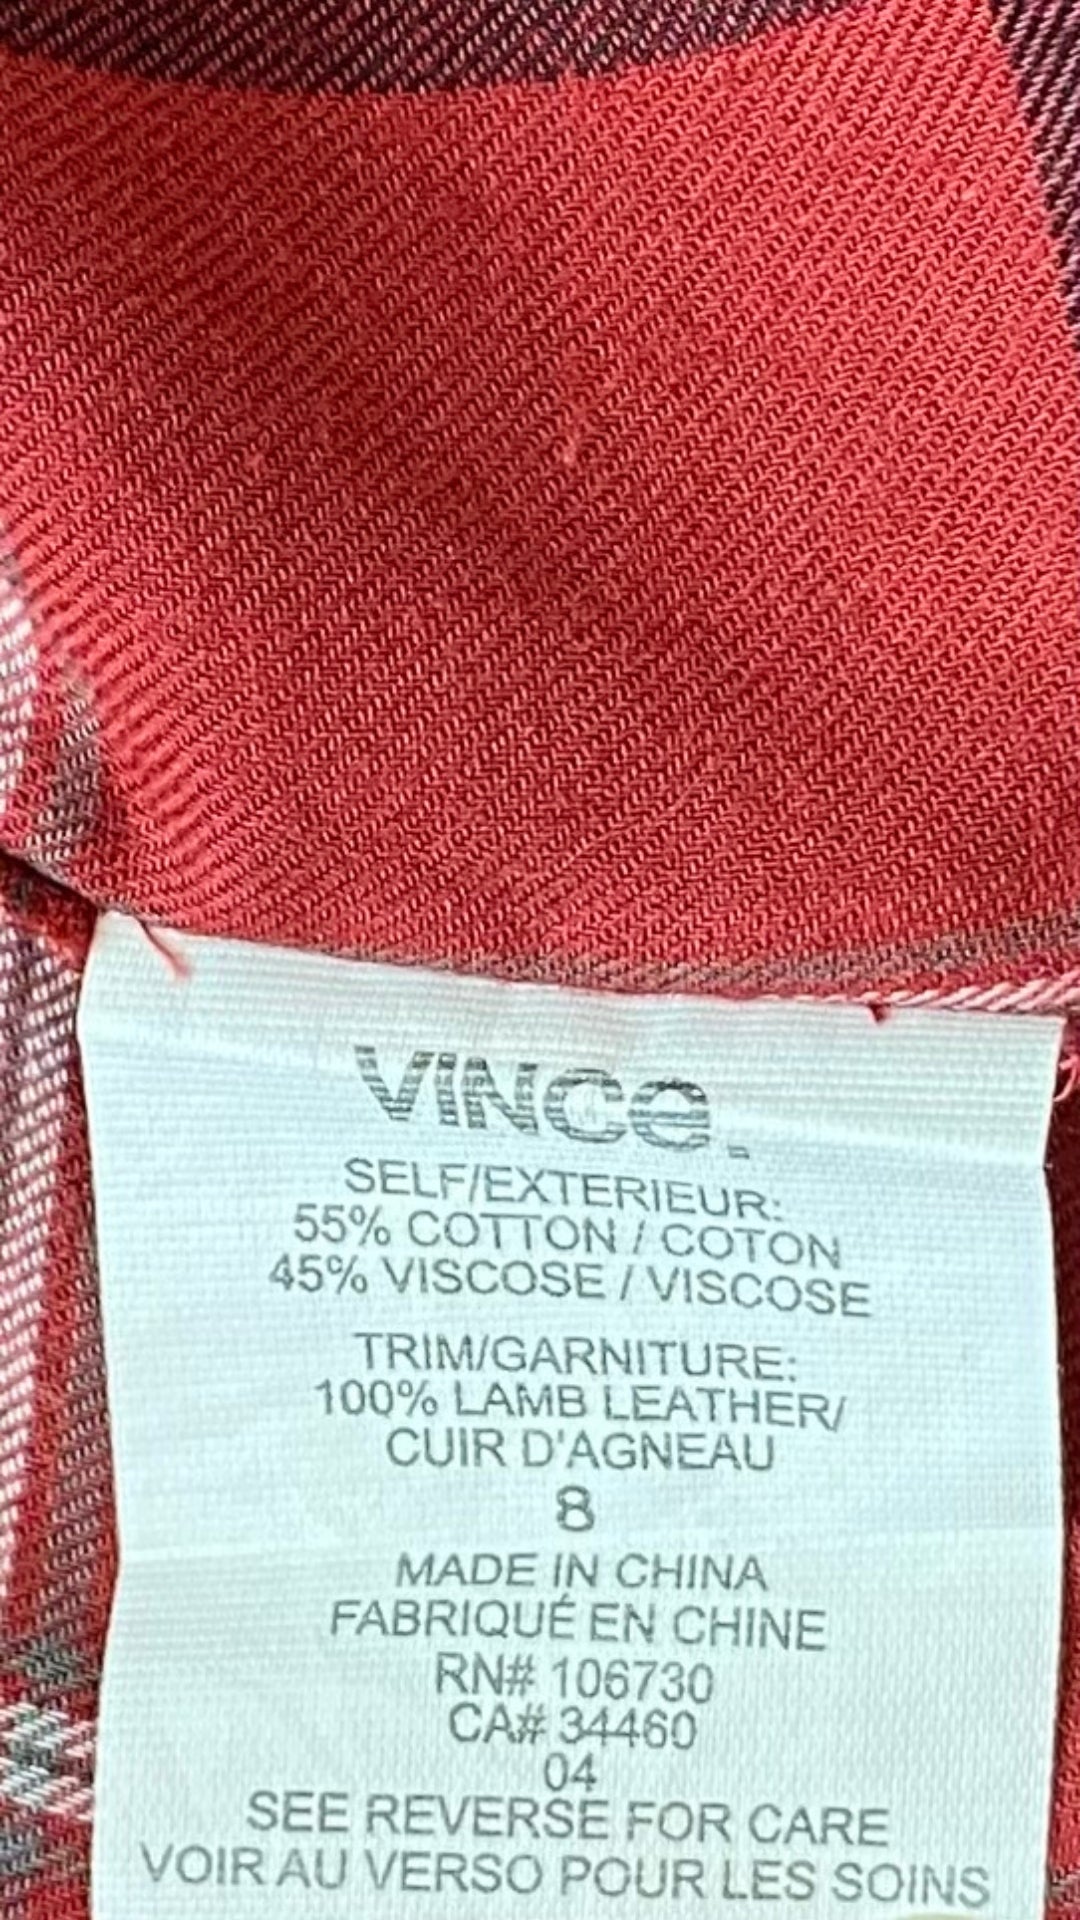 VINCe.
SELF/EXTERIEUR:
55% COTTON / COTON
45% VISCOSE / VISCOSE
TRIM/GARNITURE:
100% LAMB LEATHER/
CUIR D'AGNEAU
8
MADE IN CHINA
FABRIQUÉ EN CHINE
RN# 106730
CA# 34460
04
SEE REVERSE FOR CARE
VOIR AU VERSO POUR LES SOINS